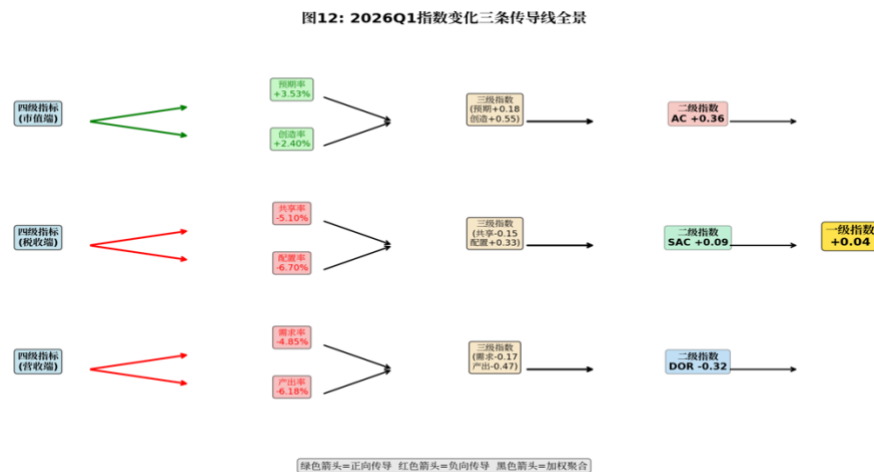 图12: 2026Q1指数变化三条传导线全景
四级指标
(市值端)
预期率
+3.53%
创造率
+2.40%
三级指数
(预期+0.18
创造+0.55)
二级指数
AC +0.36
四级指标
(税收端)
共享率
-5.10%
配置率
-6.70%
三级指数
(共享-0.15
配置+0.33)
二级指数
SAC +0.09
一级指数
+0.04
四级指标
(营收端)
需求率
-4.85%
产出率
-6.18%
三级指数
(需求-0.17
产出-0.47)
二级指数
DOR -0.32
绿色箭头=正向传导 红色箭头=负向传导 黑色箭头=加权聚合